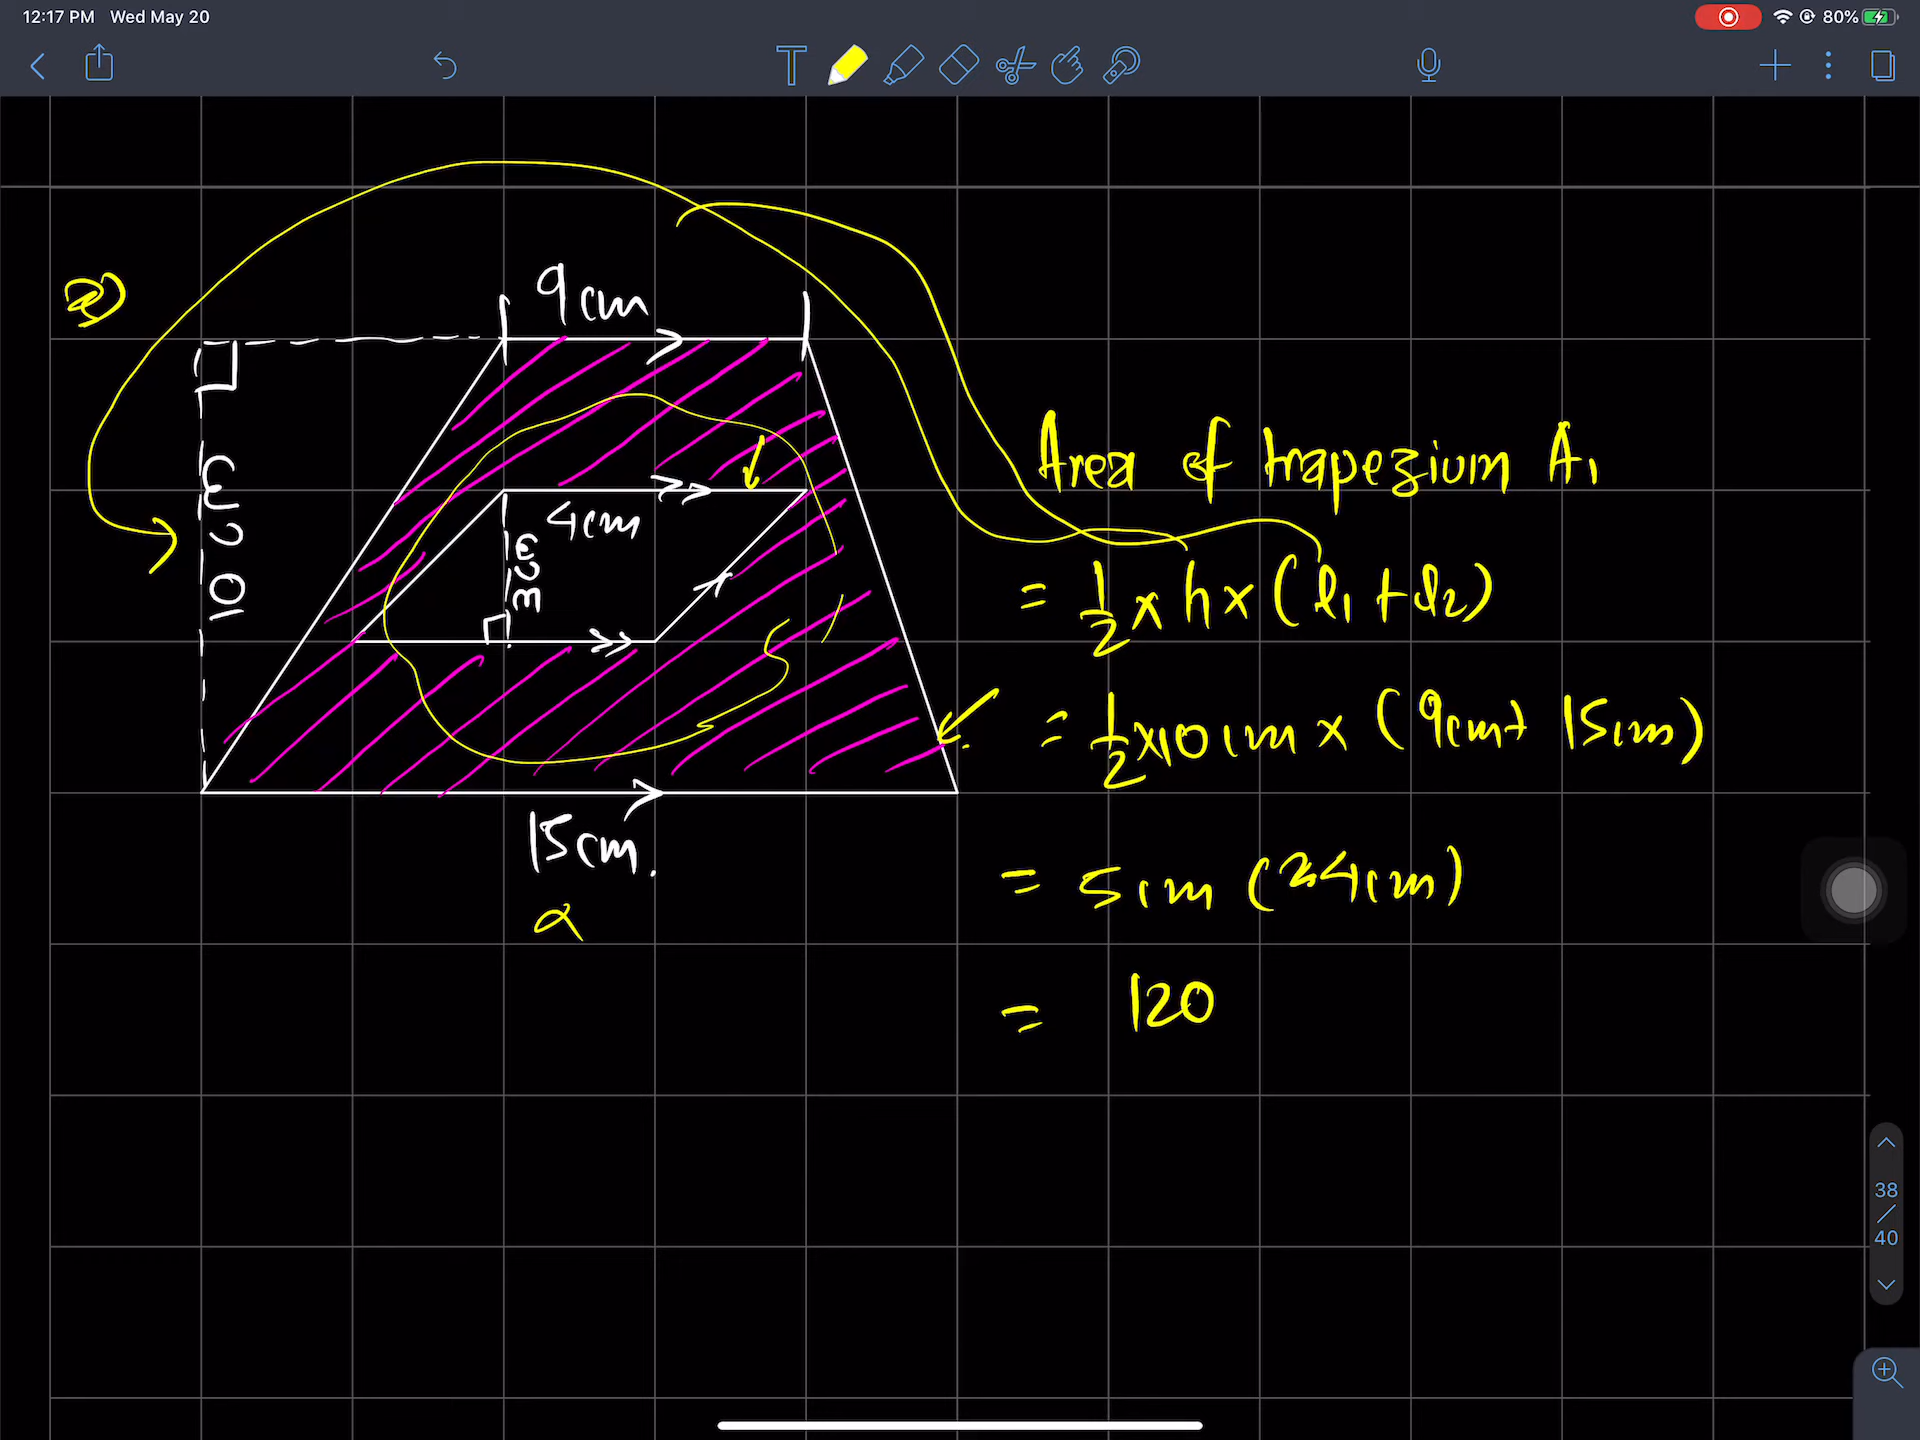 12:17 PM Wed May 20
80%
2)
9cm
10cm
4cm
3cm
15cm.
Area of trapezium A₁
= 1/2 x h x (l₁ + l₂)
= 1/2 x 10cm x (9cm + 15cm)
= 5cm (24cm)
= 120
38
/
40